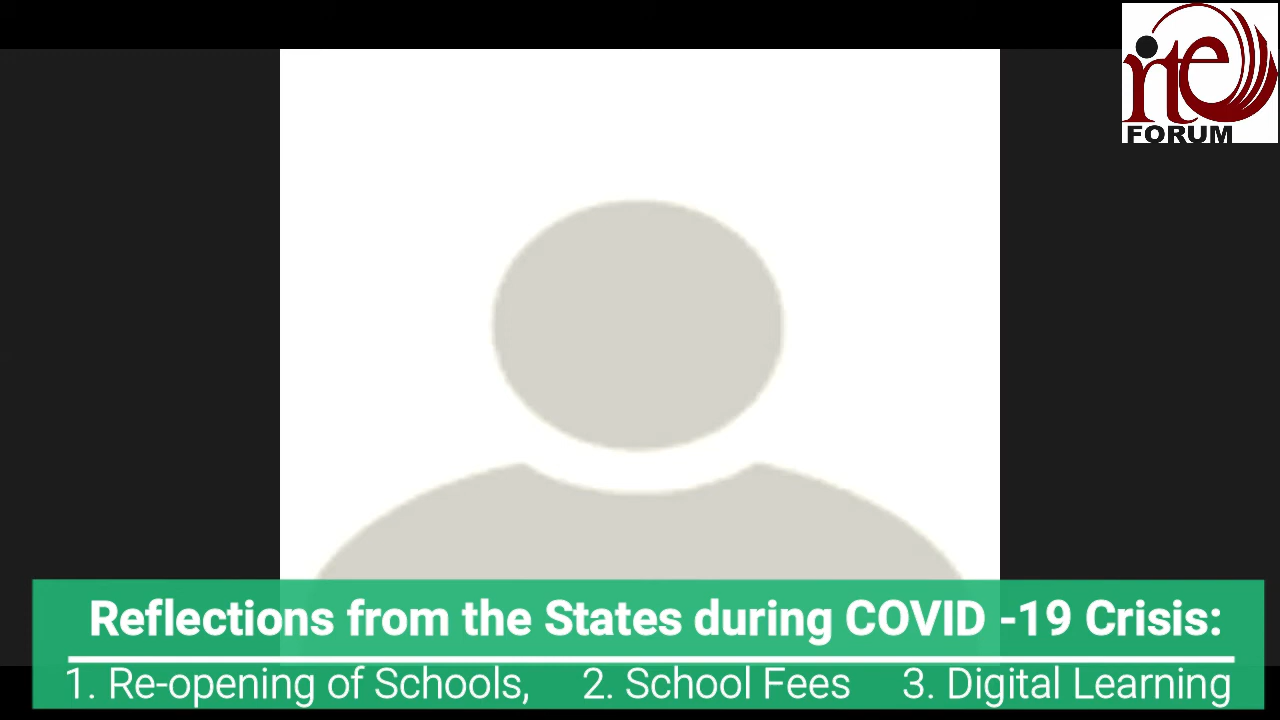 rte
FORUM
Reflections from the States during COVID -19 Crisis:
1. Re-opening of Schools, 2. School Fees 3. Digital Learning